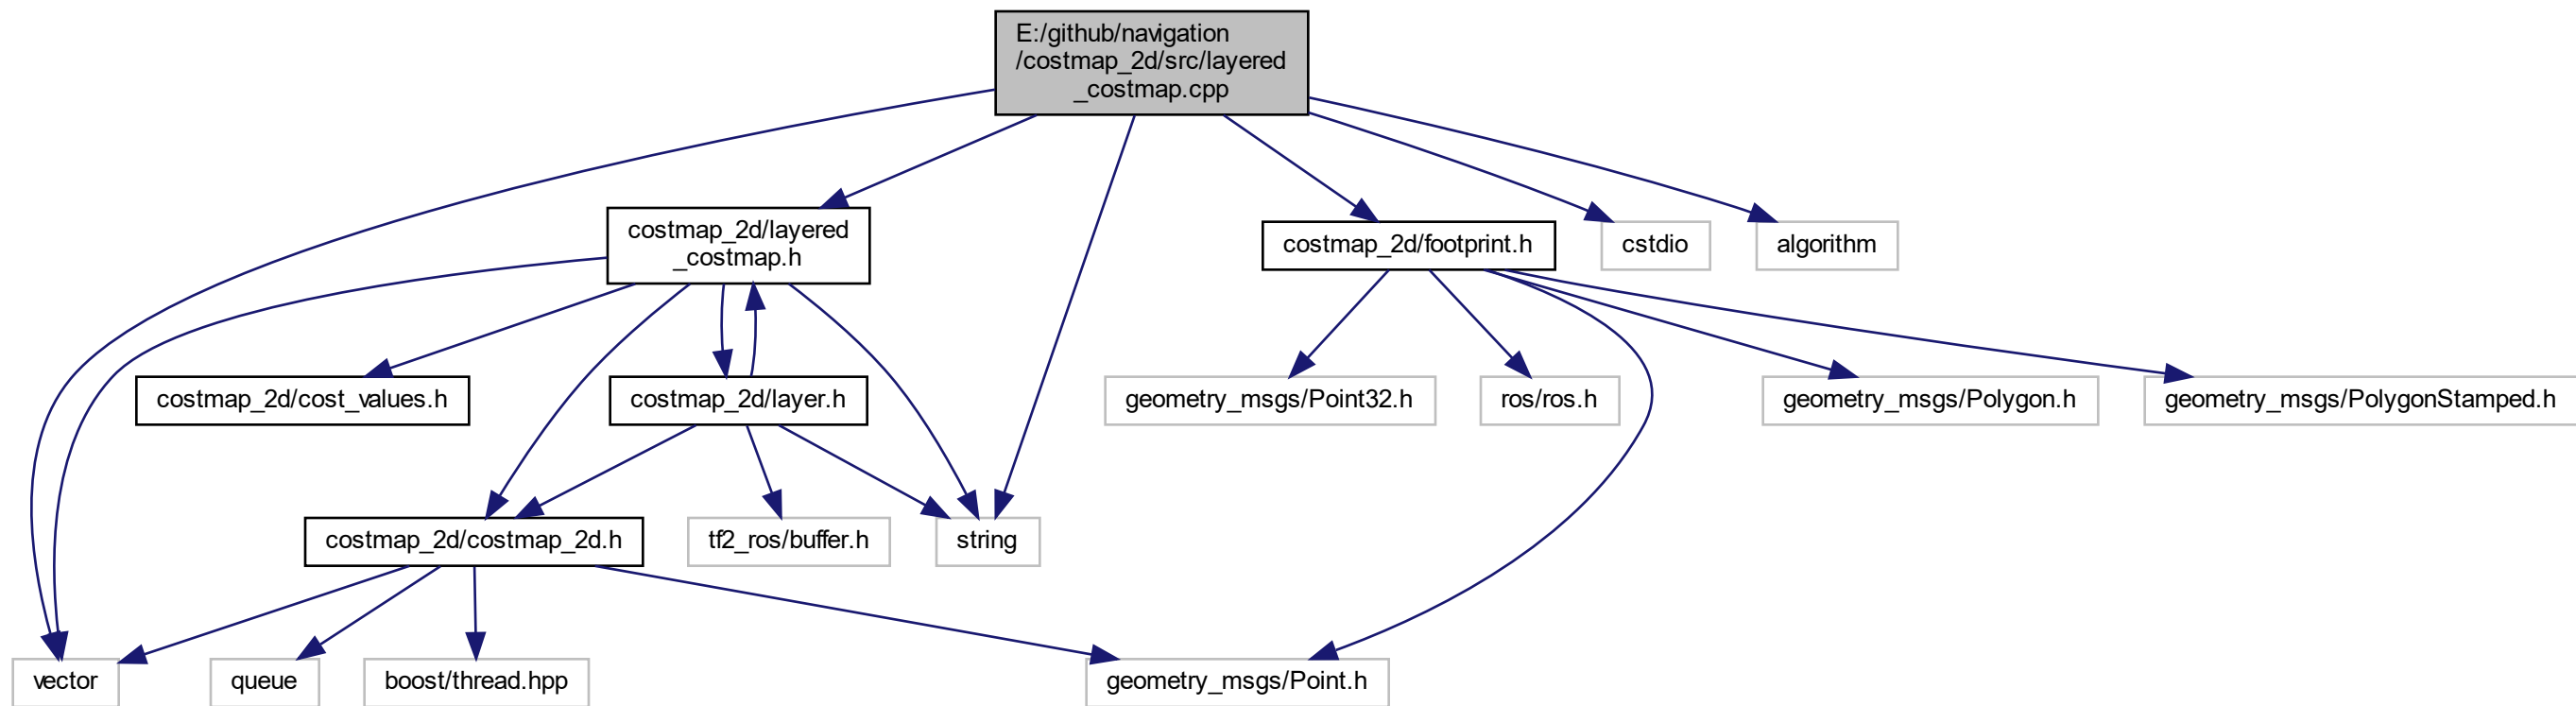 E:/github/navigation
/costmap_2d/src/layered
_costmap.cpp
costmap_2d/layered
_costmap.h
costmap_2d/footprint.h
cstdio
algorithm
costmap_2d/cost_values.h
costmap_2d/layer.h
geometry_msgs/Point32.h
ros/ros.h
geometry_msgs/Polygon.h
geometry_msgs/PolygonStamped.h
costmap_2d/costmap_2d.h
tf2_ros/buffer.h
string
vector
queue
boost/thread.hpp
geometry_msgs/Point.h